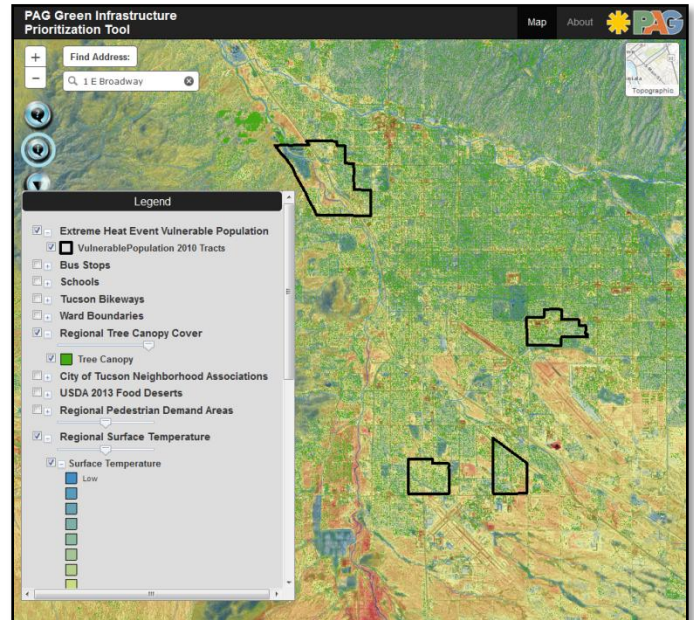 PAG Green Infrastructure
Prioritization Tool
Map
About
PAG
+
Find Address:
−
1 E Broadway
Topographic
Legend
Extreme Heat Event Vulnerable Population
VulnerablePopulation 2010 Tracts
Bus Stops
Schools
Tucson Bikeways
Ward Boundaries
Regional Tree Canopy Cover
Tree Canopy
City of Tucson Neighborhood Associations
USDA 2013 Food Deserts
Regional Pedestrian Demand Areas
Regional Surface Temperature
Surface Temperature
Low